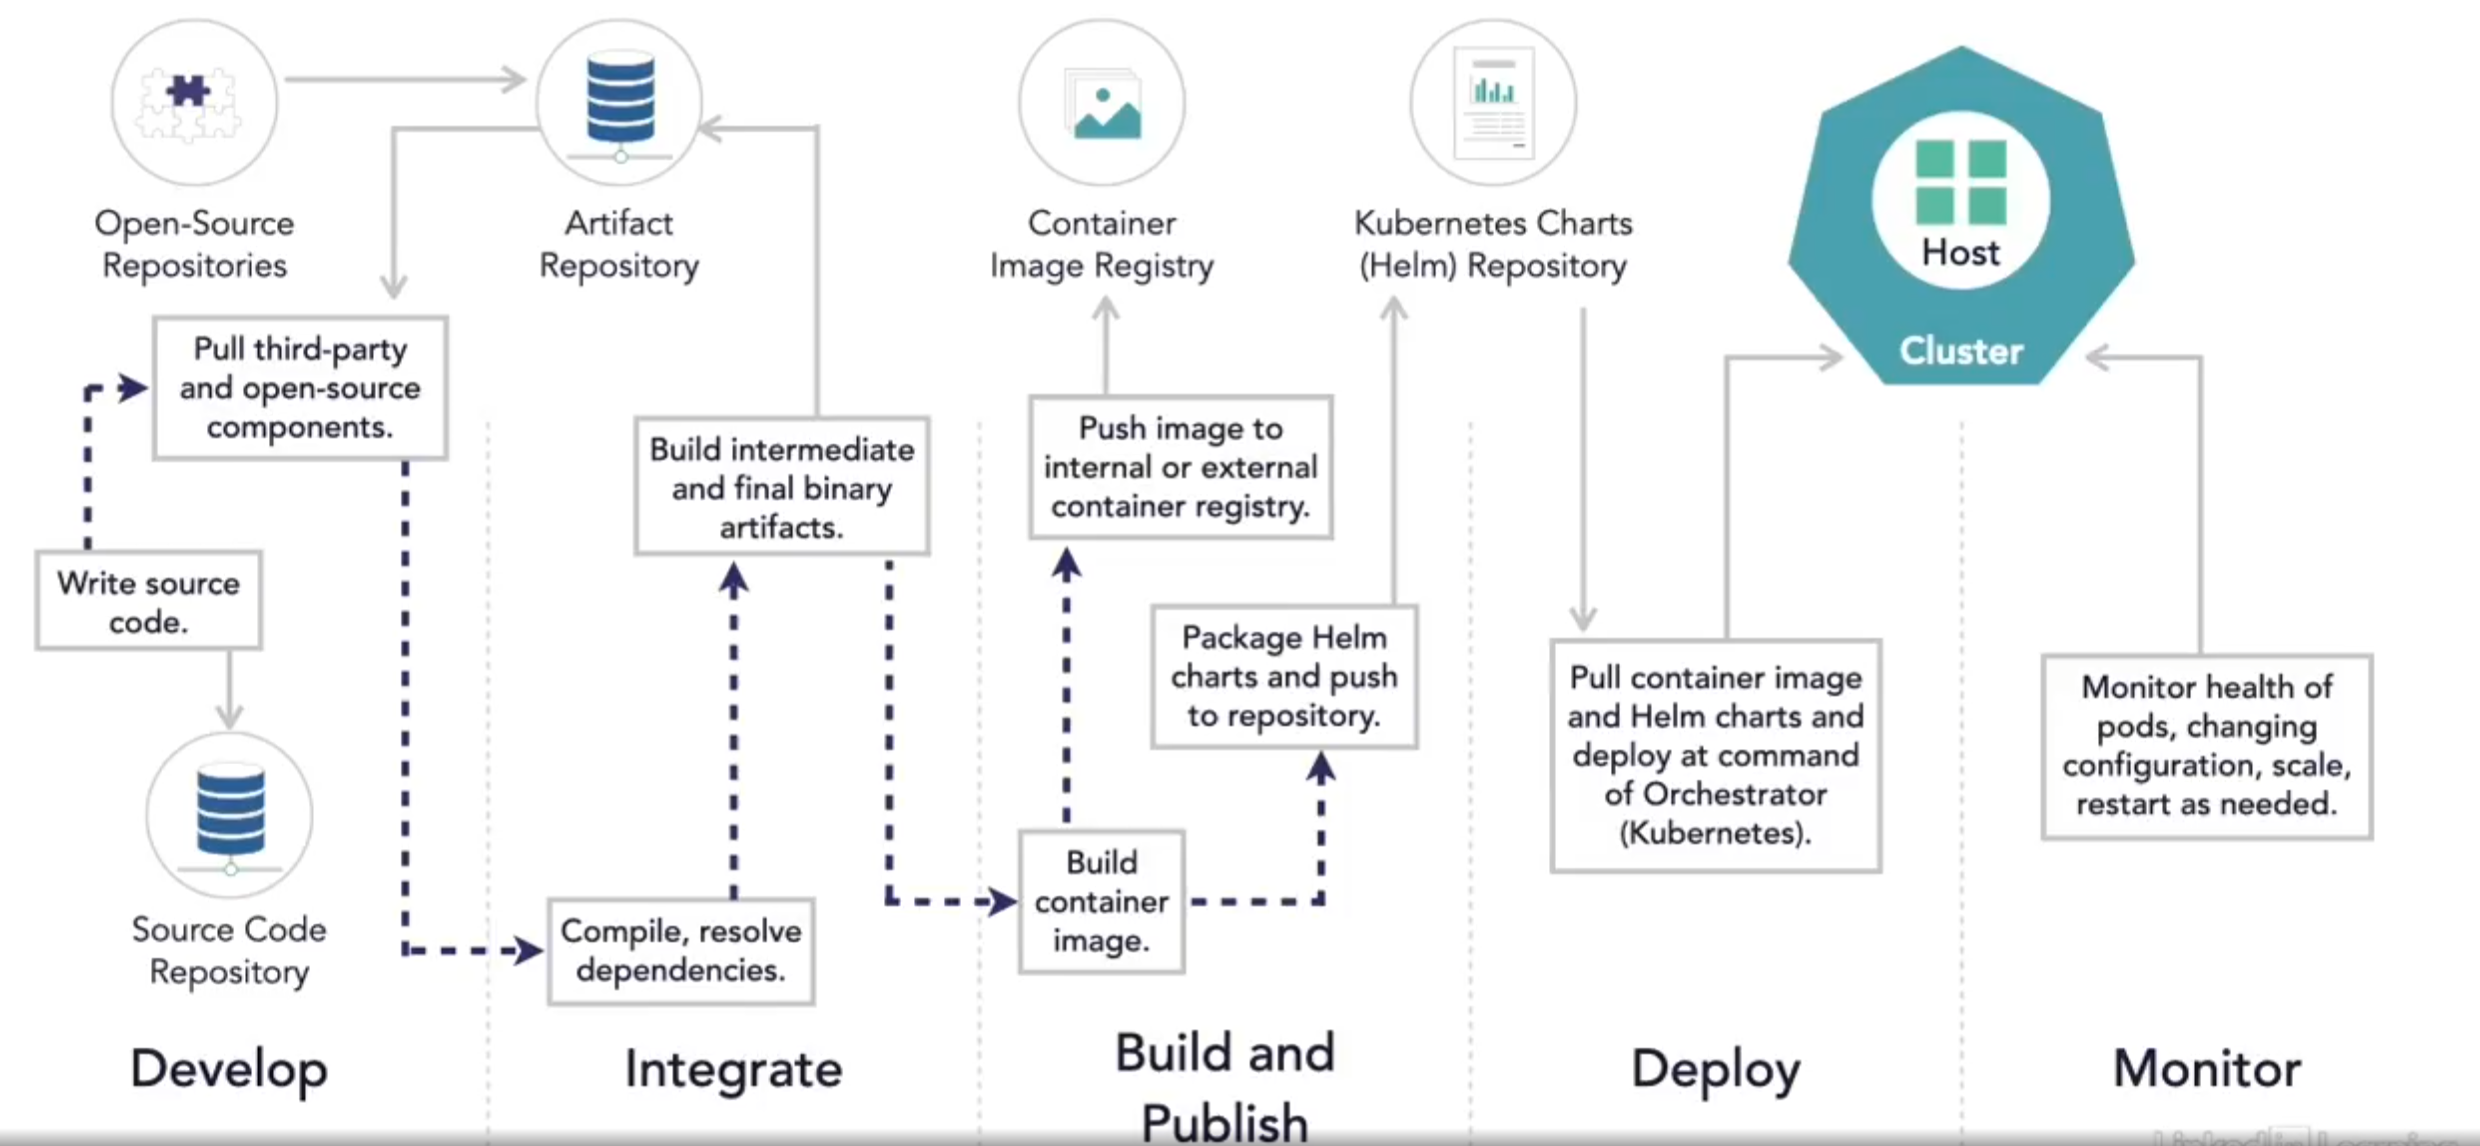 Open-Source
Repositories
Artifact
Repository
Container
Image Registry
Kubernetes Charts
(Helm) Repository
Host
Cluster
Pull third-party
and open-source
components.
Write source
code.
Source Code
Repository
Build intermediate
and final binary
artifacts.
Compile, resolve
dependencies.
Push image to
internal or external
container registry.
Package Helm
charts and push
to repository.
Build
container
image.
Pull container image
and Helm charts and
deploy at command
of Orchestrator
(Kubernetes).
Monitor health of
pods, changing
configuration, scale,
restart as needed.
Develop
Integrate
Build and
Publish
Deploy
Monitor
LinkedIn Learning